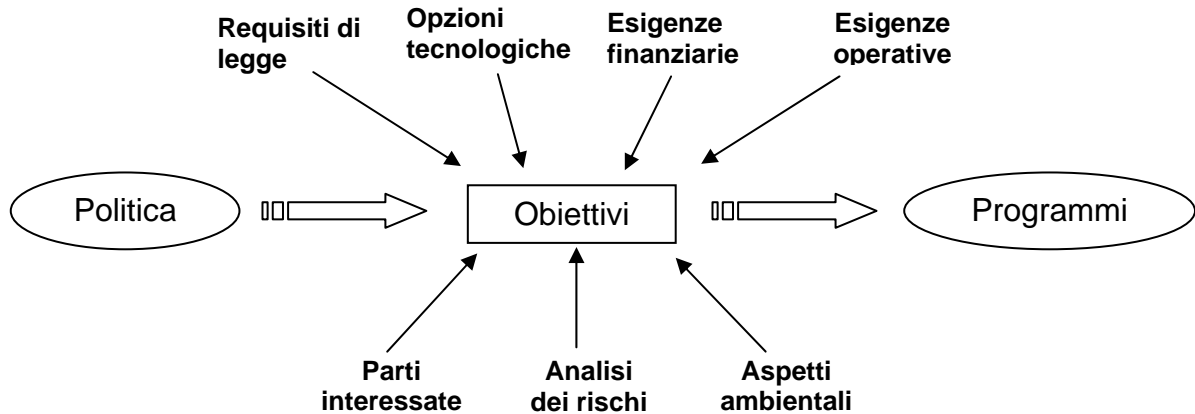 Requisiti di
legge
Opzioni
tecnologiche
Esigenze
finanziarie
Esigenze
operative
Politica
Obiettivi
Programmi
Parti
interessate
Analisi
dei rischi
Aspetti
ambientali